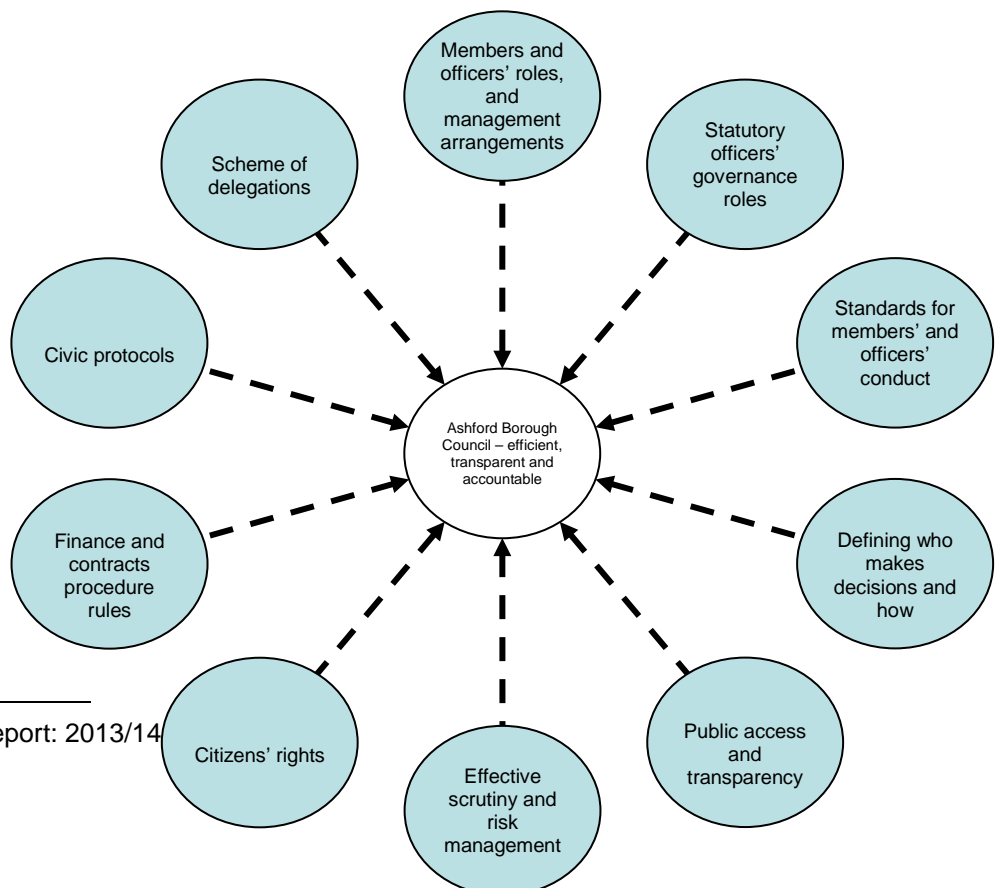 Members and
officers’ roles,
and
management
arrangements
Scheme of
delegations
Statutory
officers’
governance
roles
Civic protocols
Standards for
members’ and
officers’
conduct
Ashford Borough
Council – efficient,
transparent and
accountable
Finance and
contracts
procedure
rules
Defining who
makes
decisions and
how
Citizens’ rights
Effective
scrutiny and
risk
management
Public access
and
transparency
eport: 2013/14